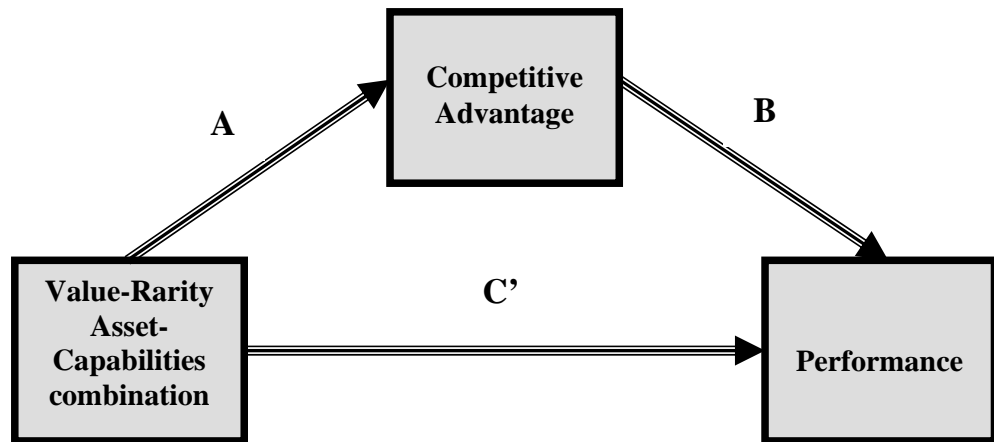 Competitive
Advantage
A
B
Value-Rarity
Asset-
Capabilities
combination
C’
Performance